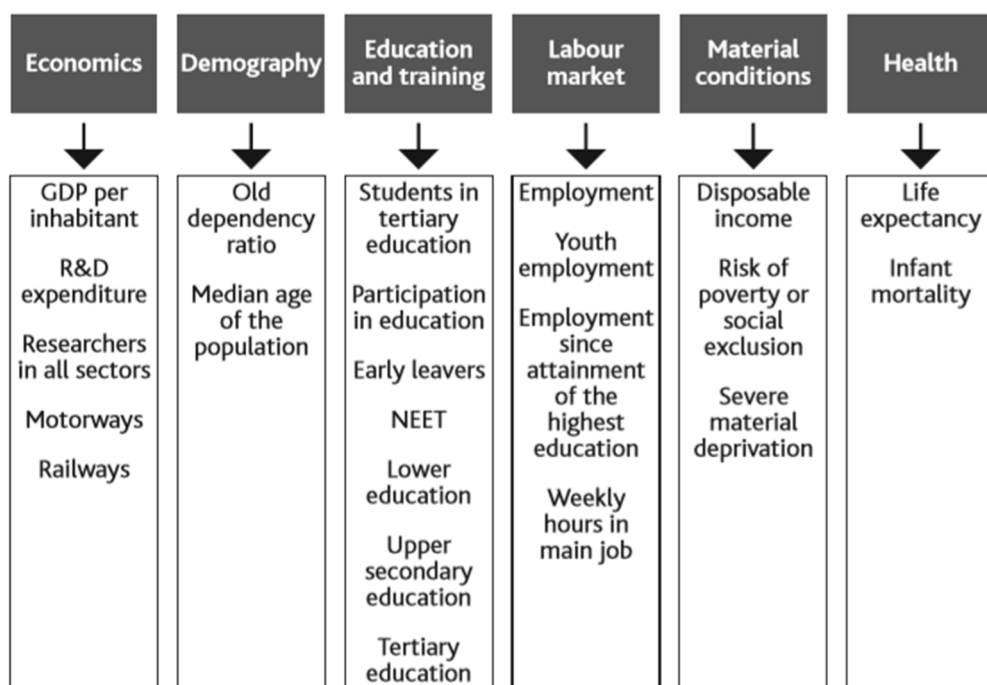 Economics
GDP per
inhabitant
R&D
expenditure
Researchers
in all sectors
Motorways
Railways
Demography
Old
dependency
ratio
Median age
of the
population
Education
and training
Students in
tertiary
education
Participation
in education
Early leavers
NEET
Lower
education
Upper
secondary
education
Tertiary
education
Labour
market
Employment
Youth
employment
Employment
since
attainment
of the
highest
education
Weekly
hours in
main job
Material
conditions
Disposable
income
Risk of
poverty or
social
exclusion
Severe
material
deprivation
Health
Life
expectancy
Infant
mortality